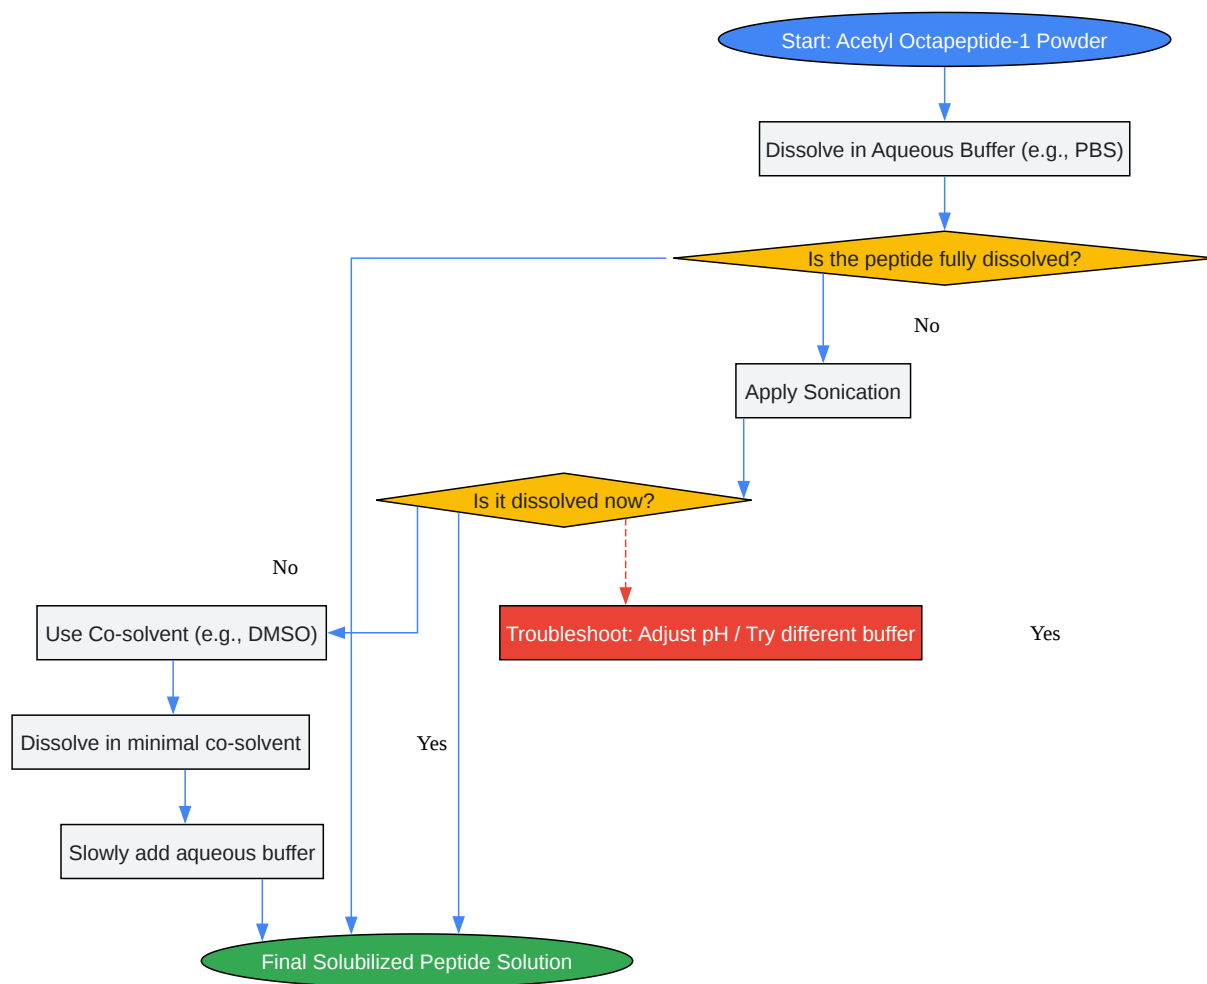 Start: Acetyl Octapeptide-1 Powder
Dissolve in Aqueous Buffer (e.g., PBS)
Is the peptide fully dissolved?
No
Apply Sonication
Is it dissolved now?
No
Use Co-solvent (e.g., DMSO)
Troubleshoot: Adjust pH / Try different buffer
Yes
Dissolve in minimal co-solvent
Yes
Slowly add aqueous buffer
Final Solubilized Peptide Solution